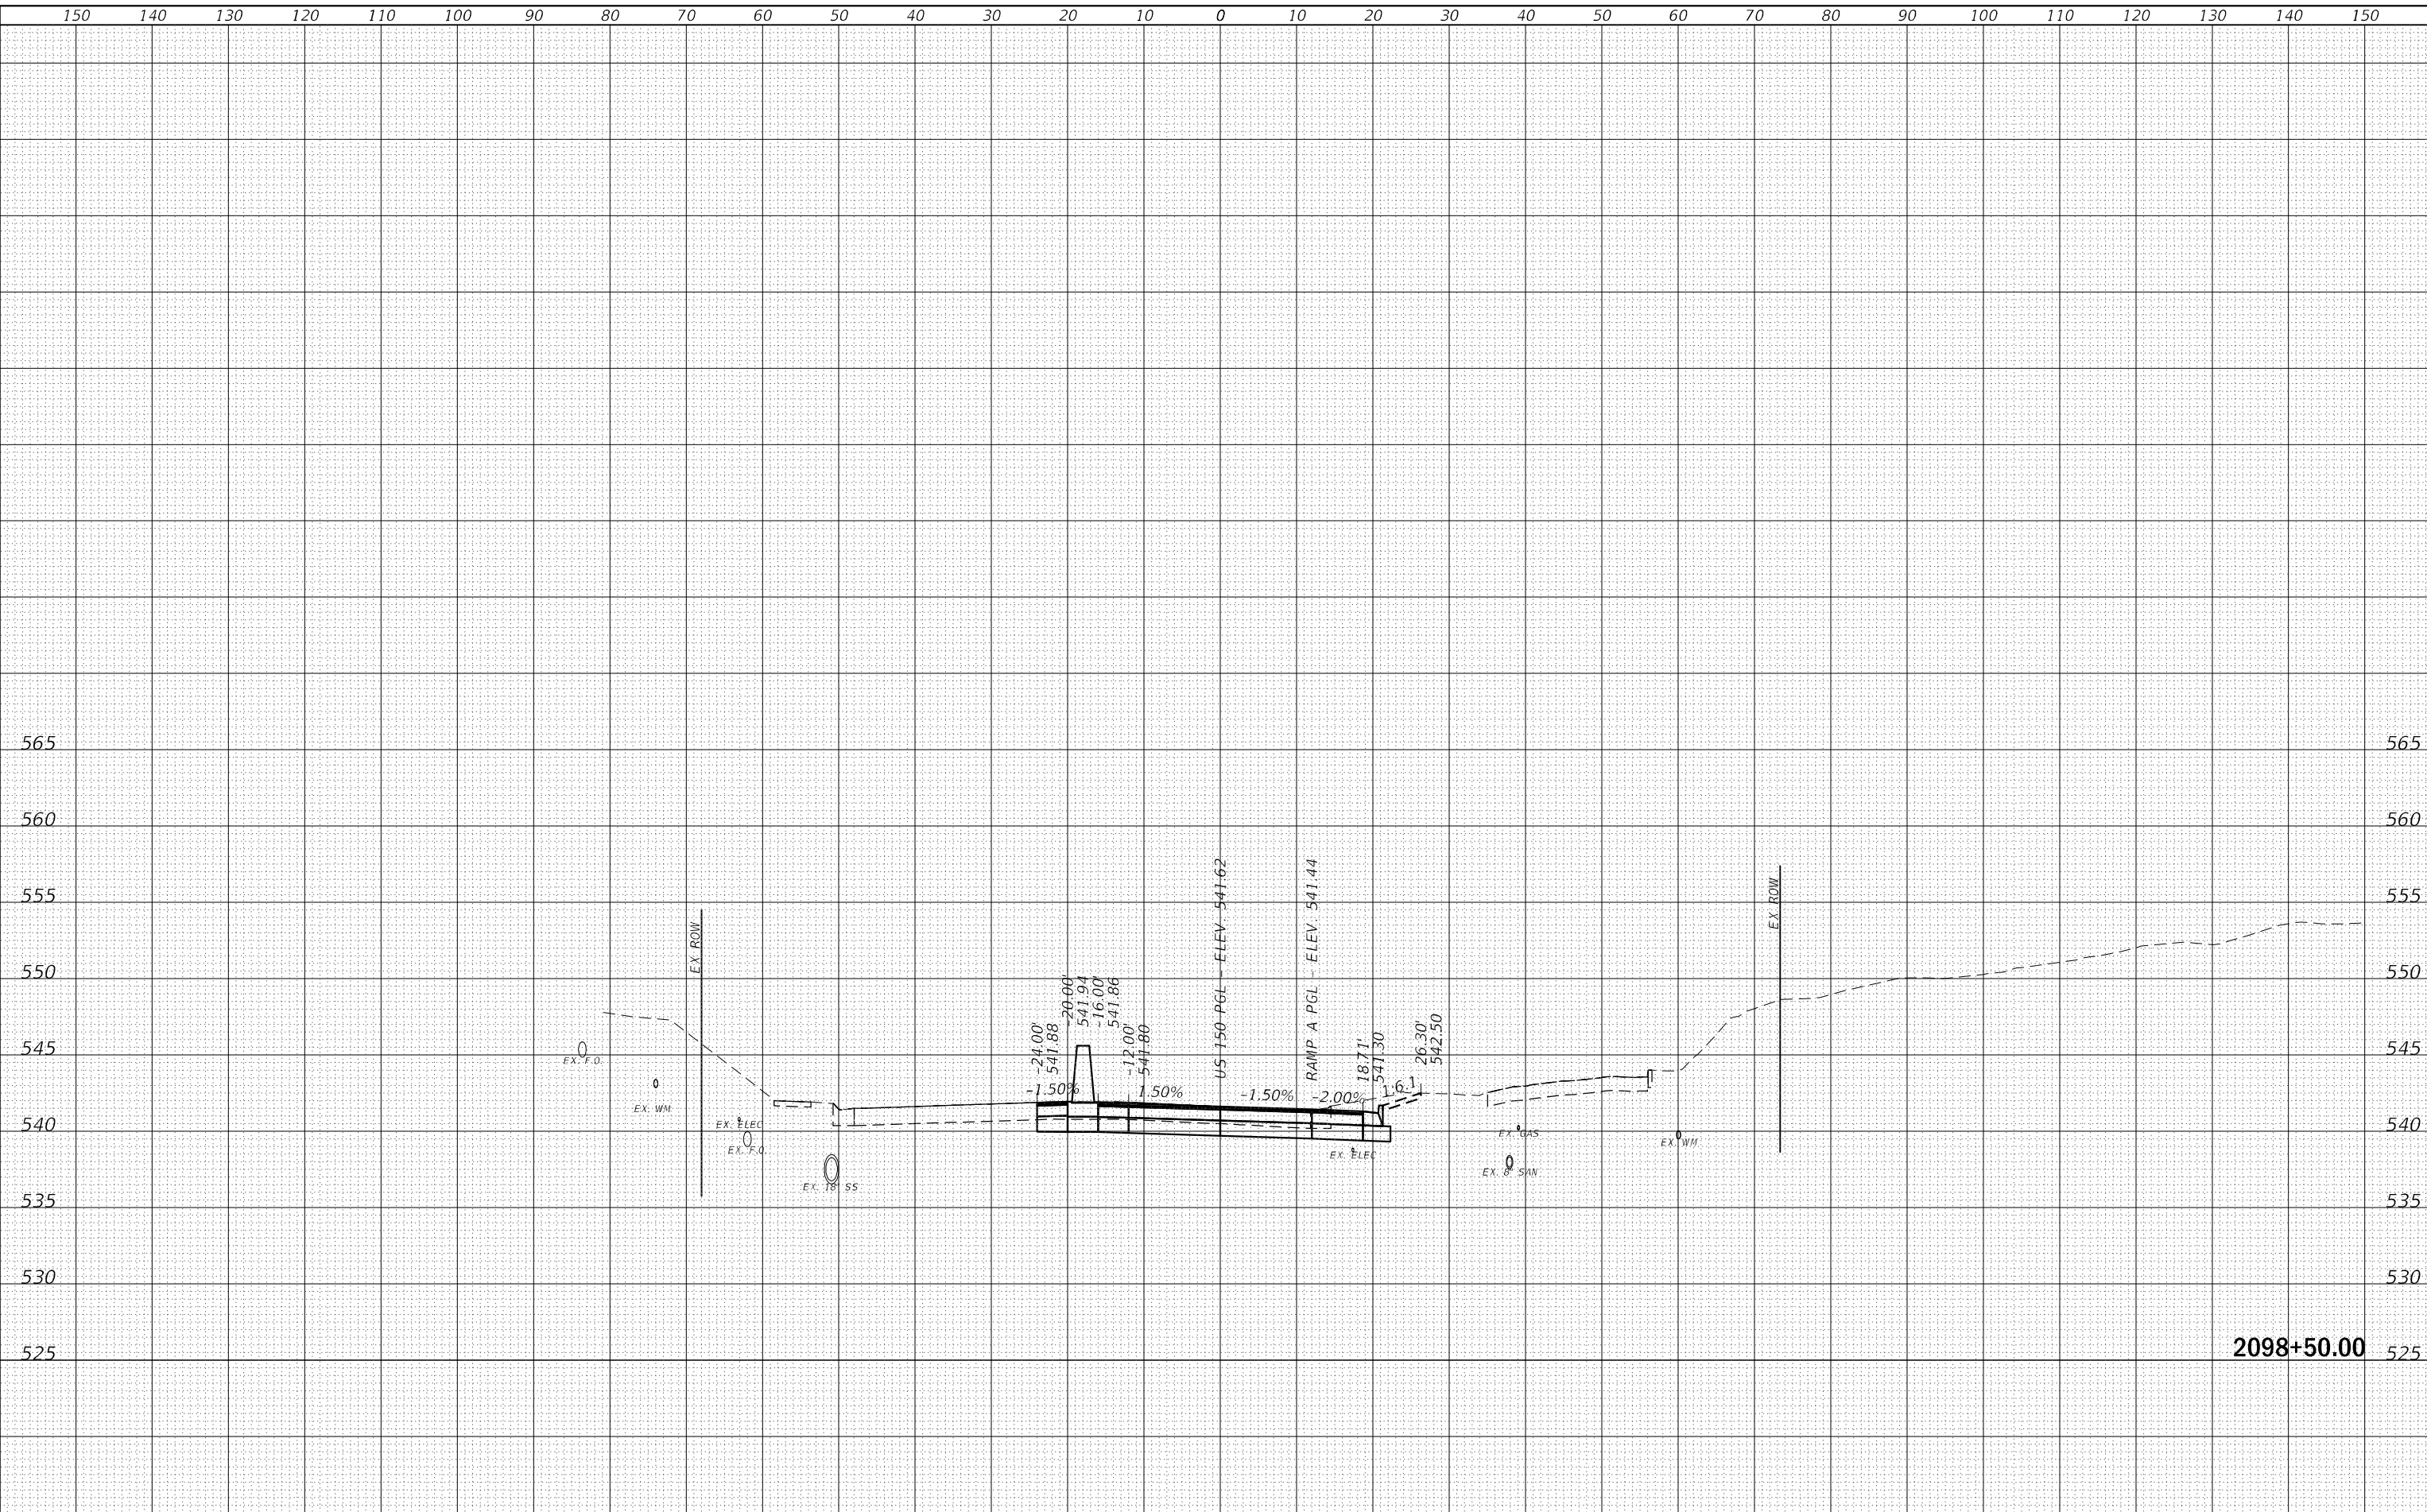 150 140 130 120 110 100 90 80 70 60 50 40 30 20 10 0 10 20 30 40 50 60 70 80 90 100 110 120 130 140 150
565 565
560 560
US 150 PGL - ELEV. 541.62
RAMP A PGL - ELEV. 541.44
555 555
EX ROW
EX ROW
550 550
-24.00'
541.88
-20.00'
541.94
-16.00'
541.86
-12.00'
541.80
18.71'
541.30
26.30'
542.50
545 545
EX. F.O.
-1.50% 1.50% -1.50% -2.00% 1:6.1
EX. WM
540 540
EX. ELEC
EX. F.O.
EX. ELEC
EX. GAS
EX. WM
EX. 8" SAN
EX. 18" SS
535 535
530 530
525 2098+50.00 525